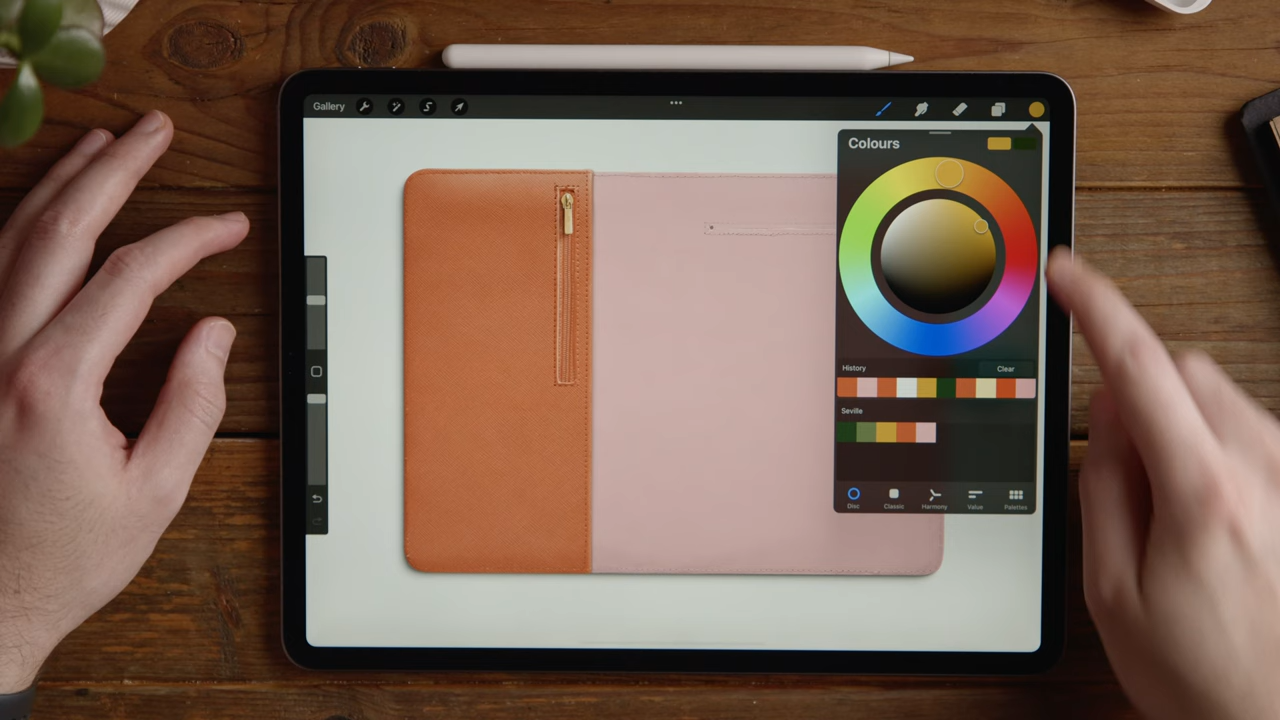 Gallery
Colours
History
Clear
Seville
Disc
Classic
Harmony
Value
Palettes